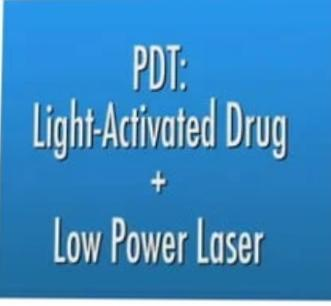 PDT:
Light-Activated Drug
+
Low Power Laser